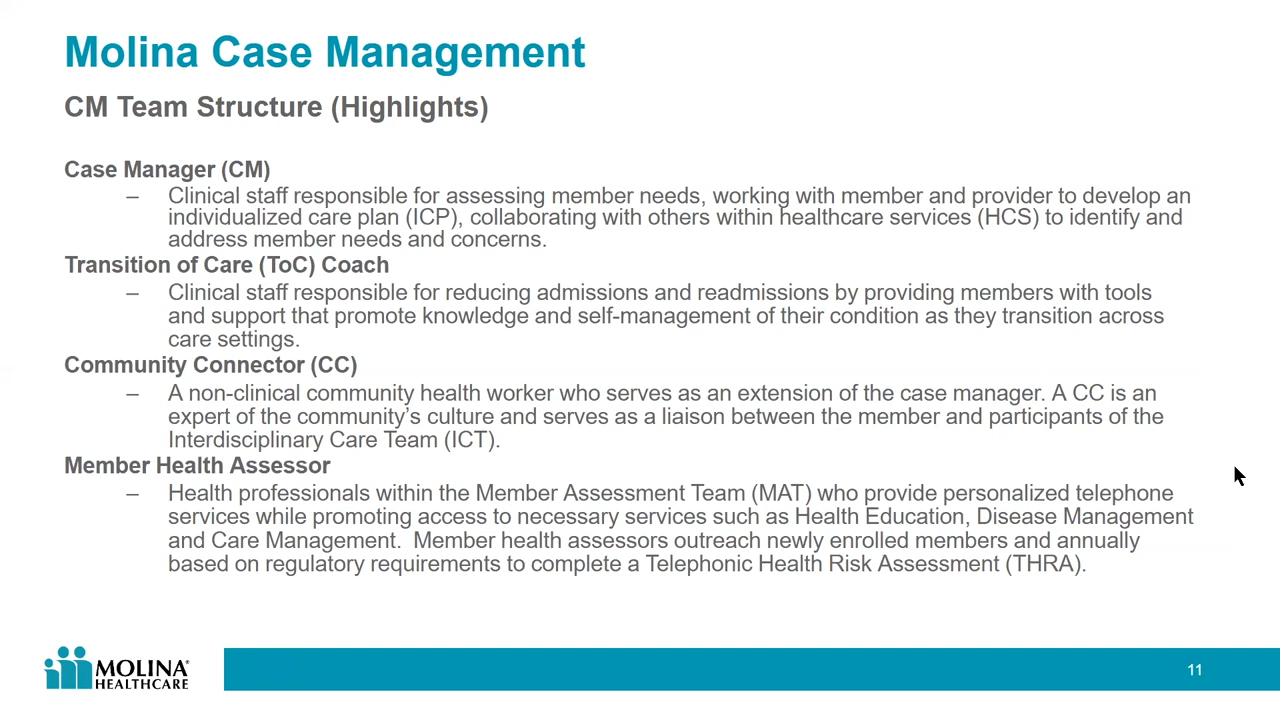 Molina Case Management
CM Team Structure (Highlights)
Case Manager (CM)
– Clinical staff responsible for assessing member needs, working with member and provider to develop an
individualized care plan (ICP), collaborating with others within healthcare services (HCS) to identify and
address member needs and concerns.
Transition of Care (ToC) Coach
– Clinical staff responsible for reducing admissions and readmissions by providing members with tools
and support that promote knowledge and self-management of their condition as they transition across
care settings.
Community Connector (CC)
– A non-clinical community health worker who serves as an extension of the case manager. A CC is an
expert of the community’s culture and serves as a liaison between the member and participants of the
Interdisciplinary Care Team (ICT).
Member Health Assessor
– Health professionals within the Member Assessment Team (MAT) who provide personalized telephone
services while promoting access to necessary services such as Health Education, Disease Management
and Care Management.  Member health assessors outreach newly enrolled members and annually
based on regulatory requirements to complete a Telephonic Health Risk Assessment (THRA).
MOLINA®
HEALTHCARE
11